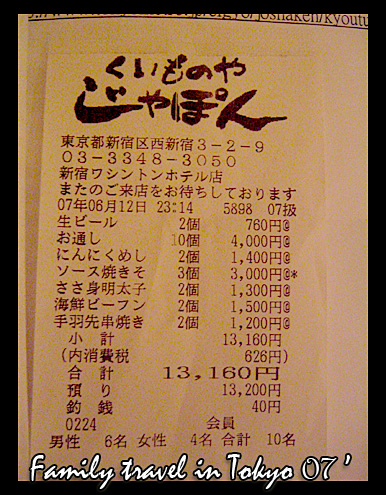 くいものや
じゃぽん
東京都新宿区西新宿3-2-9
03-3348-3050
新宿ワシントンホテル店
またのご来店をお待ちしております
07年06月12日 23:14 5898 07扱
生ビール 2個 760円@
お通し 10個 4,000円@
にんにくめし 2個 1,400円@
ソース焼きそ 3個 3,000円@*
ささ身明太子 2個 1,300円@
海鮮ビーフン 2個 1,500円@
手羽先串焼き 2個 1,200円@
小計 13,160円
(内消費税 626円)
合計 13,160円
預り 13,200円
釣銭 40円
0224 会員
男性 6名 女性 4名 合計 10名
Family travel in Tokyo 07'